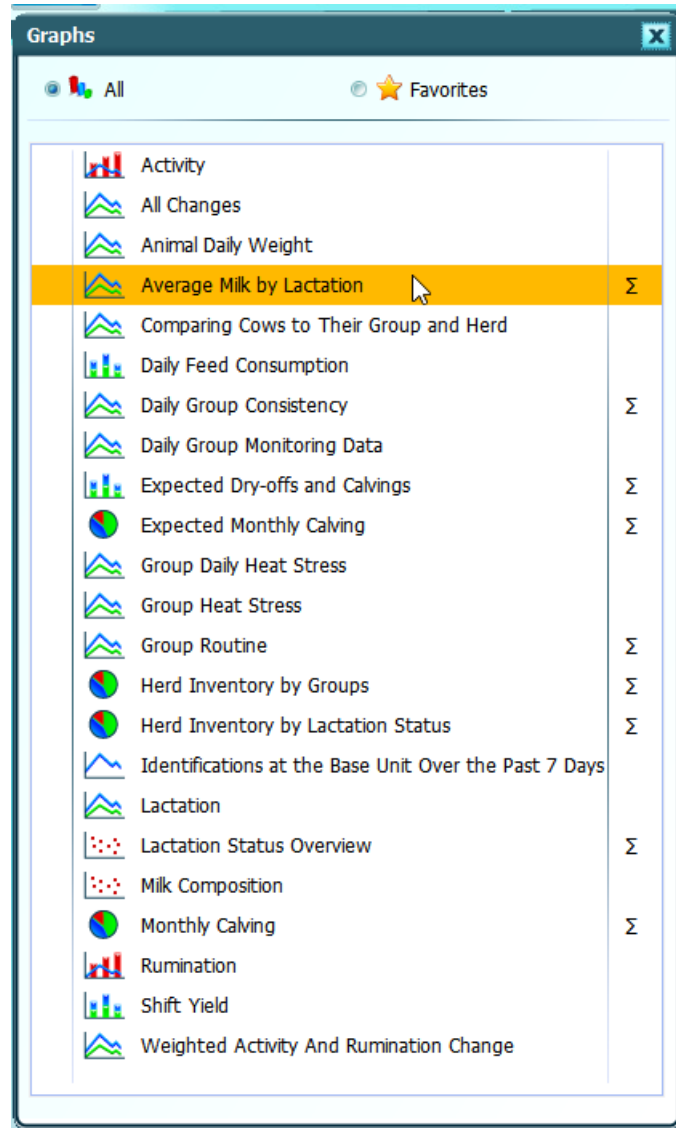 Graphs
All Favorites
Activity
All Changes
Animal Daily Weight
Average Milk by Lactation Σ
Comparing Cows to Their Group and Herd
Daily Feed Consumption
Daily Group Consistency Σ
Daily Group Monitoring Data
Expected Dry-offs and Calvings Σ
Expected Monthly Calving Σ
Group Daily Heat Stress
Group Heat Stress
Group Routine Σ
Herd Inventory by Groups Σ
Herd Inventory by Lactation Status Σ
Identifications at the Base Unit Over the Past 7 Days
Lactation
Lactation Status Overview Σ
Milk Composition
Monthly Calving Σ
Rumination
Shift Yield
Weighted Activity And Rumination Change